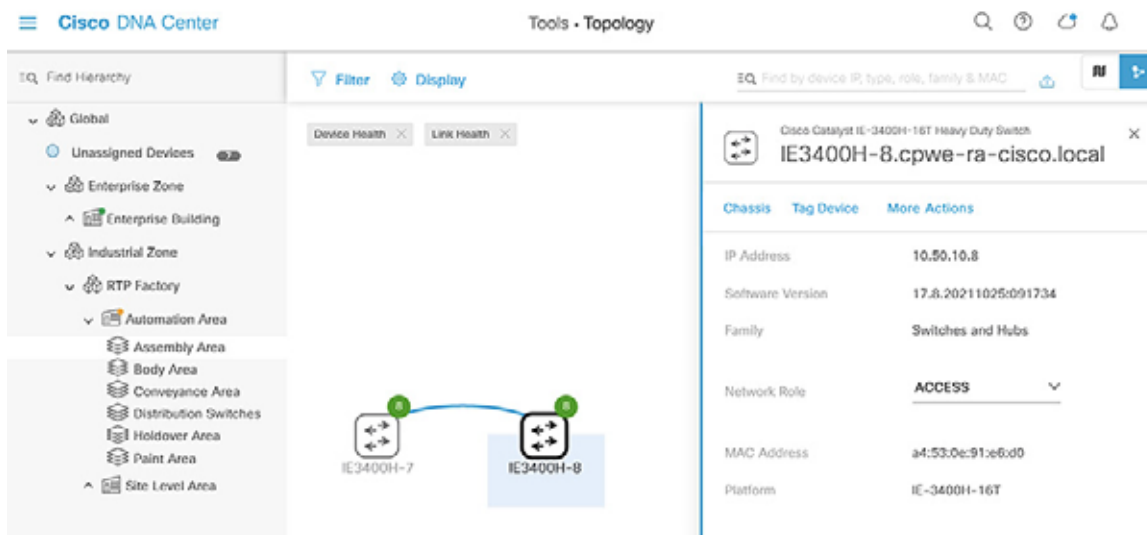 Cisco DNA Center
Tools • Topology
Find Hierarchy
Global
Unassigned Devices
Enterprise Zone
Enterprise Building
Industrial Zone
RTP Factory
Automation Area
Assembly Area
Body Area
Conveyance Area
Distribution Switches
Holdover Area
Paint Area
Site Level Area
Filter
Display
Find by device IP, type, role, family & MAC
Device Health
Link Health
8
IE3400H-7
8
IE3400H-8
Cisco Catalyst IE-3400H-16T Heavy Duty Switch
IE3400H-8.cpwe-ra-cisco.local
Chassis Tag Device More Actions
IP Address 10.50.10.8
Software Version 17.8.20211025:091734
Family Switches and Hubs
Network Role ACCESS
MAC Address a4:53:0e:91:e6:d0
Platform IE-3400H-16T